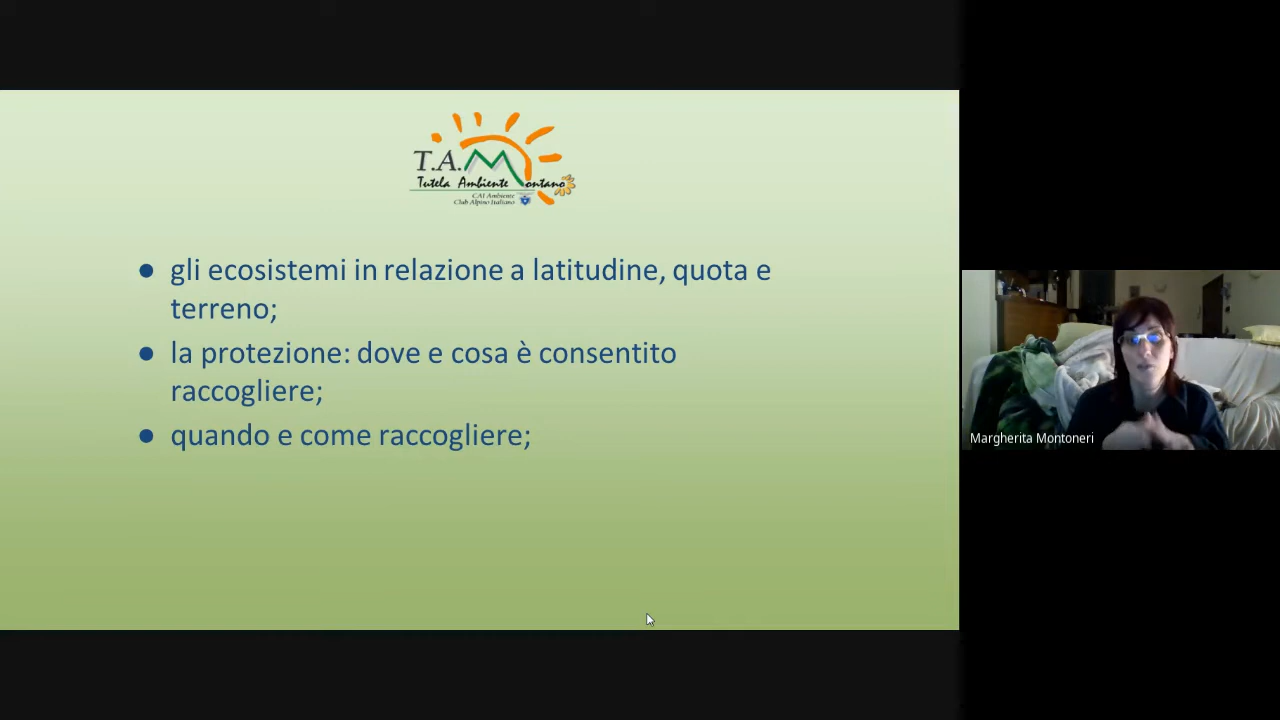 T.A.M
Tutela Ambiente Montano
CAI Ambiente
Club Alpino Italiano
● gli ecosistemi in relazione a latitudine, quota e
terreno;
● la protezione: dove e cosa è consentito
raccogliere;
● quando e come raccogliere;
Margherita Montoneri